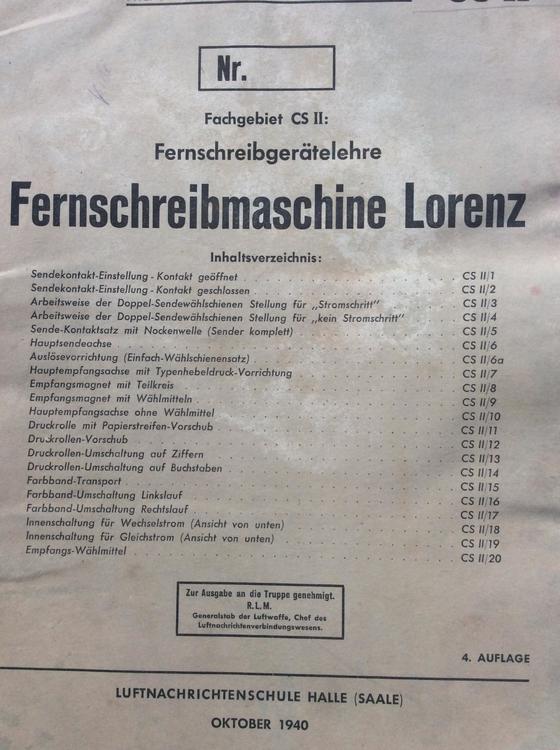 Nr.
Fachgebiet CS II:
Fernschreibgerätelehre
Fernschreibmaschine Lorenz
Inhaltsverzeichnis:
Sendekontakt-Einstellung - Kontakt geöffnet . . . . CS II/1
Sendekontakt-Einstellung - Kontakt geschlossen . . . . CS II/2
Arbeitsweise der Doppel-Sendewählschienen Stellung für „Stromschritt" . . . . CS II/3
Arbeitsweise der Doppel-Sendewählschienen Stellung für „kein Stromschritt" . . . . CS II/4
Sende-Kontaktsatz mit Nockenwelle (Sender komplett) . . . . CS II/5
Hauptsendeachse . . . . CS II/6
Auslösevorrichtung (Einfach-Wählschienensatz) . . . . CS II/6a
Hauptempfangsachse mit Typenhebeldruck-Vorrichtung . . . . CS II/7
Empfangsmagnet mit Teilkreis . . . . CS II/8
Empfangsmagnet mit Wählmitteln . . . . CS II/9
Hauptempfangsachse ohne Wählmittel . . . . CS II/10
Druckrolle mit Papierstreifen-Vorschub . . . . CS II/11
Druckrollen-Vorschub . . . . CS II/12
Druckrollen-Umschaltung auf Ziffern . . . . CS II/13
Druckrollen-Umschaltung auf Buchstaben . . . . CS II/14
Farbband-Transport . . . . CS II/15
Farbband-Umschaltung Linkslauf . . . . CS II/16
Farbband-Umschaltung Rechtslauf . . . . CS II/17
Innenschaltung für Wechselstrom (Ansicht von unten) . . . . CS II/18
Innenschaltung für Gleichstrom (Ansicht von unten) . . . . CS II/19
Empfangs-Wählmittel . . . . CS II/20
Zur Ausgabe an die Truppe genehmigt.
R.L.M.
Generalstab der Luftwaffe, Chef des
Luftnachrichtenverbindungswesens.
4. AUFLAGE
LUFTNACHRICHTENSCHULE HALLE (SAALE)
OKTOBER 1940